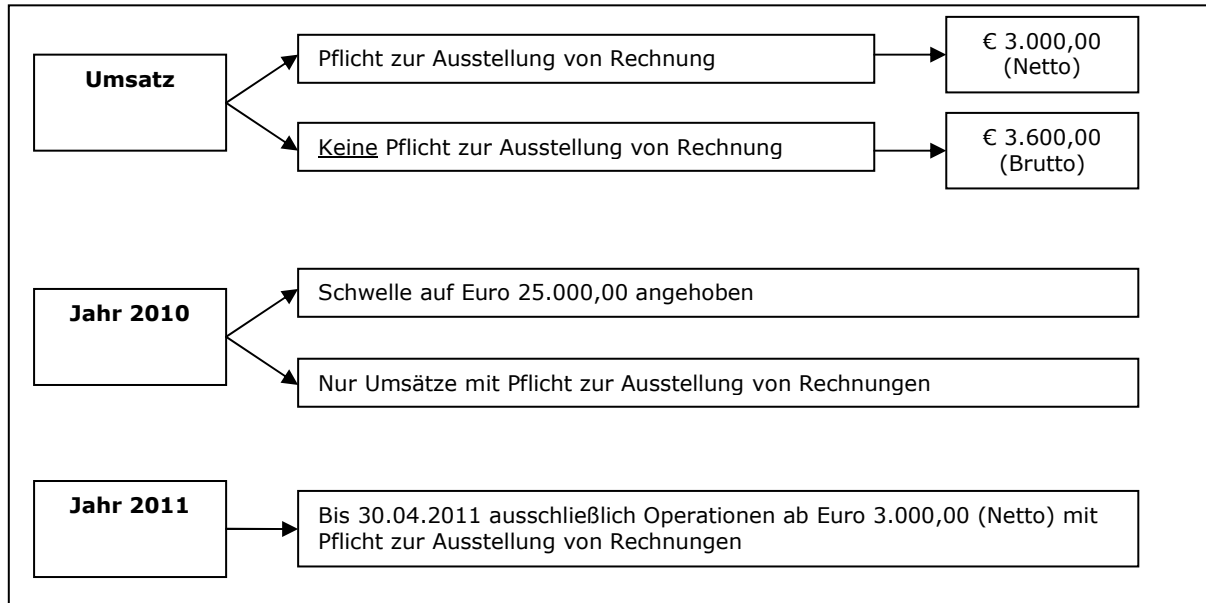 Umsatz
Pflicht zur Ausstellung von Rechnung
€ 3.000,00
(Netto)
Keine Pflicht zur Ausstellung von Rechnung
€ 3.600,00
(Brutto)
Jahr 2010
Schwelle auf Euro 25.000,00 angehoben
Nur Umsätze mit Pflicht zur Ausstellung von Rechnungen
Jahr 2011
Bis 30.04.2011 ausschließlich Operationen ab Euro 3.000,00 (Netto) mit
Pflicht zur Ausstellung von Rechnungen